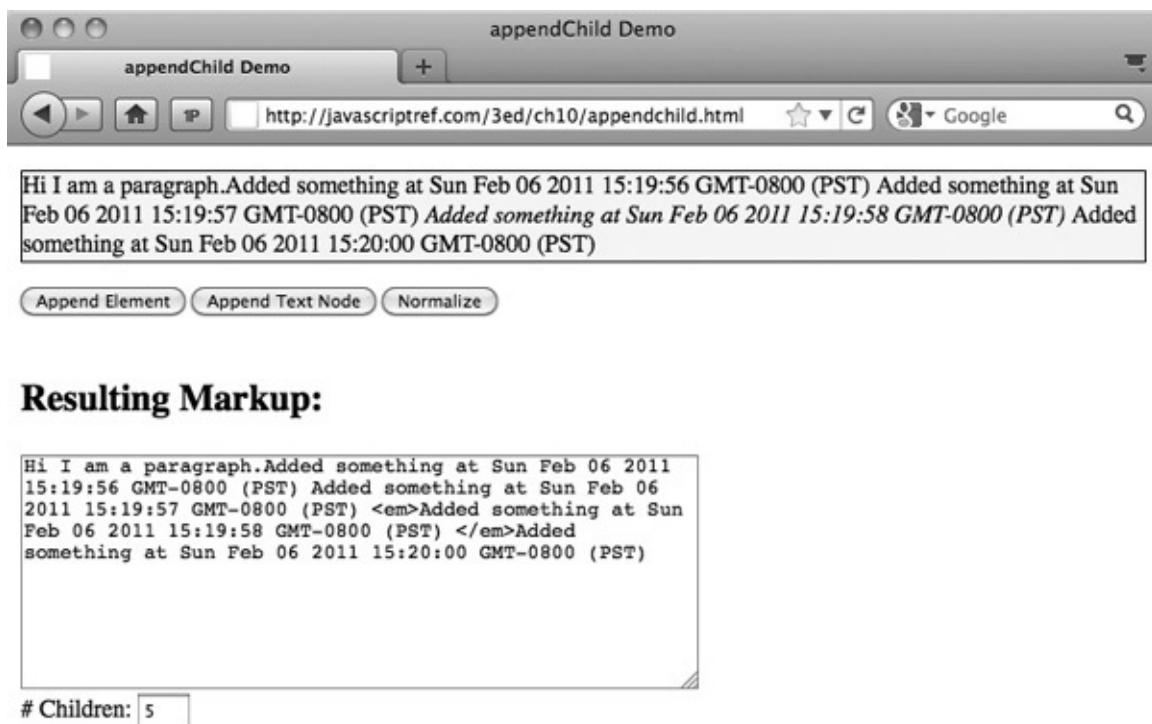 appendChild Demo
appendChild Demo
+
1P
http://javascriptref.com/3ed/ch10/appendchild.html
Google
Hi I am a paragraph.Added something at Sun Feb 06 2011 15:19:56 GMT-0800 (PST) Added something at Sun
Feb 06 2011 15:19:57 GMT-0800 (PST) Added something at Sun Feb 06 2011 15:19:58 GMT-0800 (PST) Added
something at Sun Feb 06 2011 15:20:00 GMT-0800 (PST)
Append Element Append Text Node Normalize
Resulting Markup:
Hi I am a paragraph.Added something at Sun Feb 06 2011
15:19:56 GMT-0800 (PST) Added something at Sun Feb 06
2011 15:19:57 GMT-0800 (PST) <em>Added something at Sun
Feb 06 2011 15:19:58 GMT-0800 (PST) </em>Added
something at Sun Feb 06 2011 15:20:00 GMT-0800 (PST)
# Children: 5